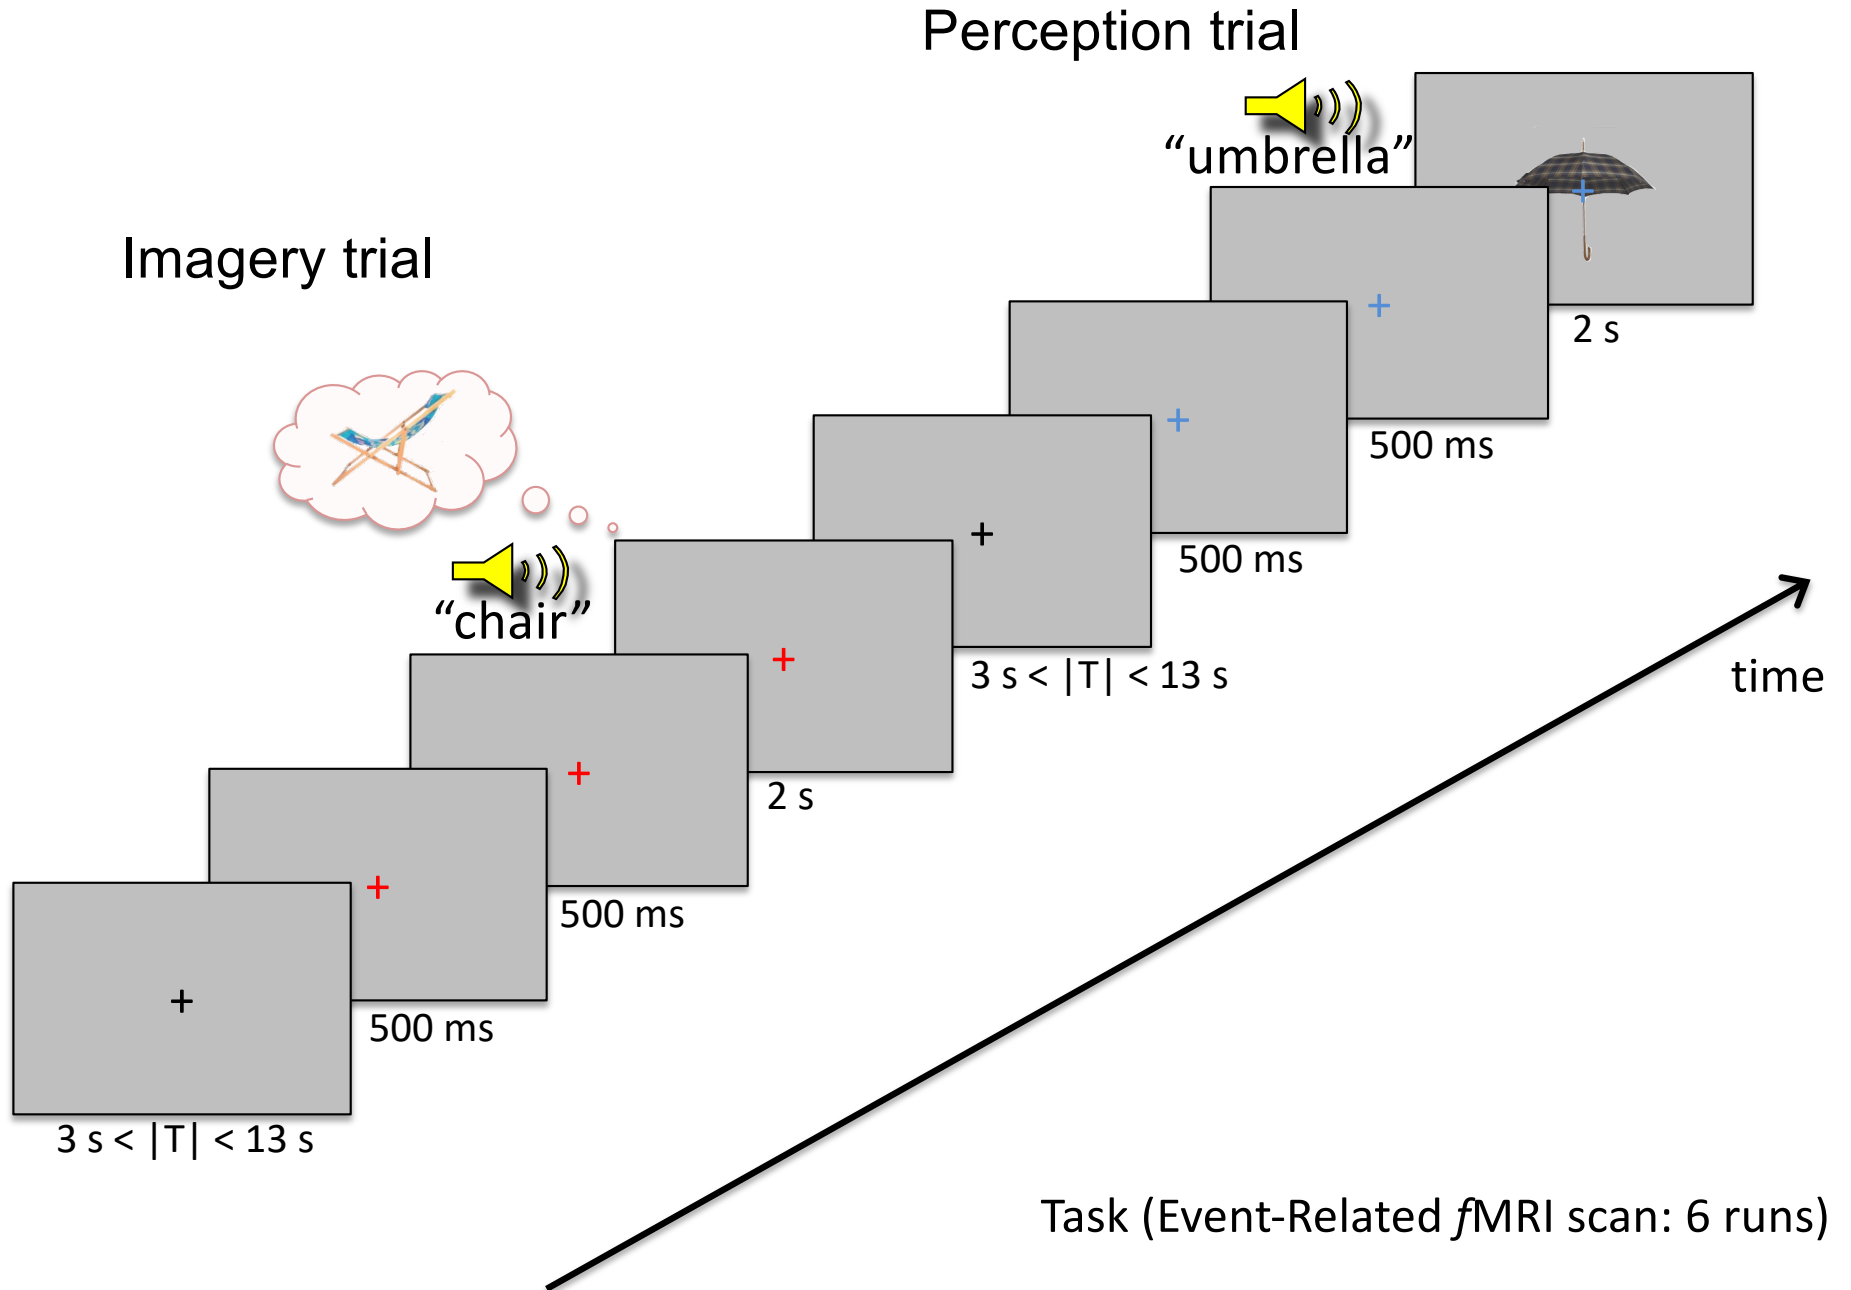 Perception trial
“umbrella”
2 s
Imagery trial
500 ms
500 ms
“chair”
3 s < |T| < 13 s
time
2 s
500 ms
500 ms
3 s < |T| < 13 s
Task (Event-Related fMRI scan: 6 runs)